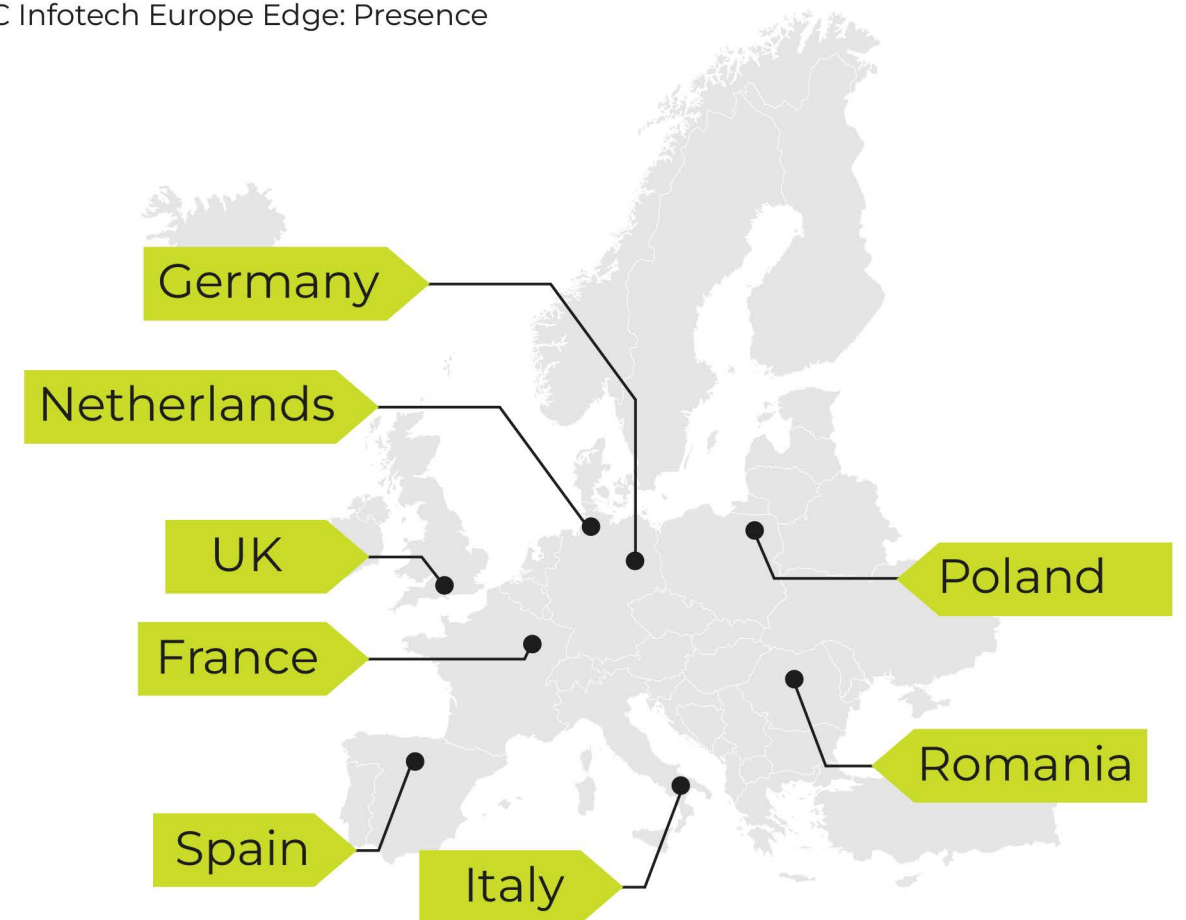 C Infotech Europe Edge: Presence
Germany
Netherlands
UK
Poland
France
Romania
Spain
Italy